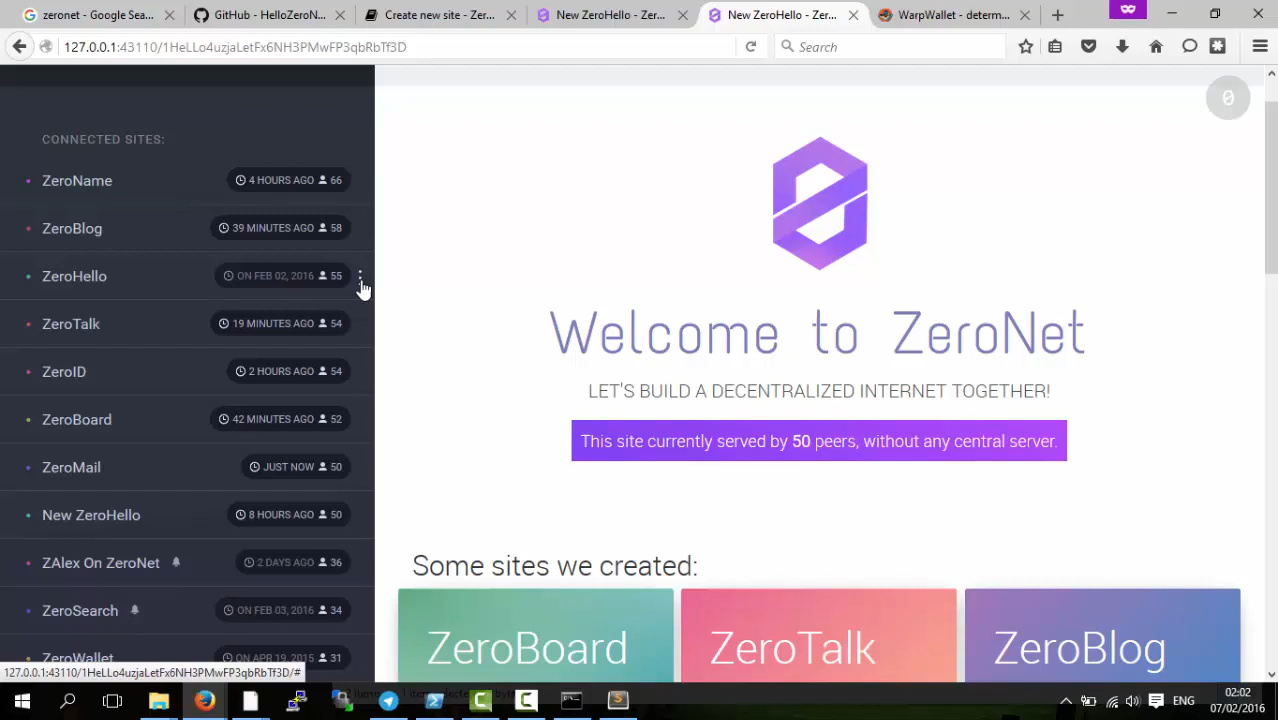 google - Google Sea...
GitHub - HelloZeroN...
Create new site - Zer...
New ZeroHello - Zer...
New ZeroHello - Zer...
WarpWallet - determ...
127.0.0.1:43110/1HeLLo4uzjaLetFx6NH3PMwFP3qbRbTf3D
Search
0
CONNECTED SITES:
ZeroName 4 HOURS AGO 66
ZeroBlog 39 MINUTES AGO 58
ZeroHello ON FEB 02, 2016 55
ZeroTalk 19 MINUTES AGO 54
ZeroID 2 HOURS AGO 54
ZeroBoard 42 MINUTES AGO 52
ZeroMail JUST NOW 50
New ZeroHello 8 HOURS AGO 50
ZAlex On ZeroNet 2 DAYS AGO 36
ZeroSearch ON FEB 03, 2016 34
ZeroWallet ON APR 19, 2015 31
Welcome to ZeroNet
LET'S BUILD A DECENTRALIZED INTERNET TOGETHER!
This site currently served by 50 peers, without any central server.
Some sites we created:
ZeroBoard
ZeroTalk
ZeroBlog
127.0.0.1:43110/1HeLLo4uzjaLetFx6NH3PMwFP3qbRbTf3D/#
ENG
02:02
07/02/2016